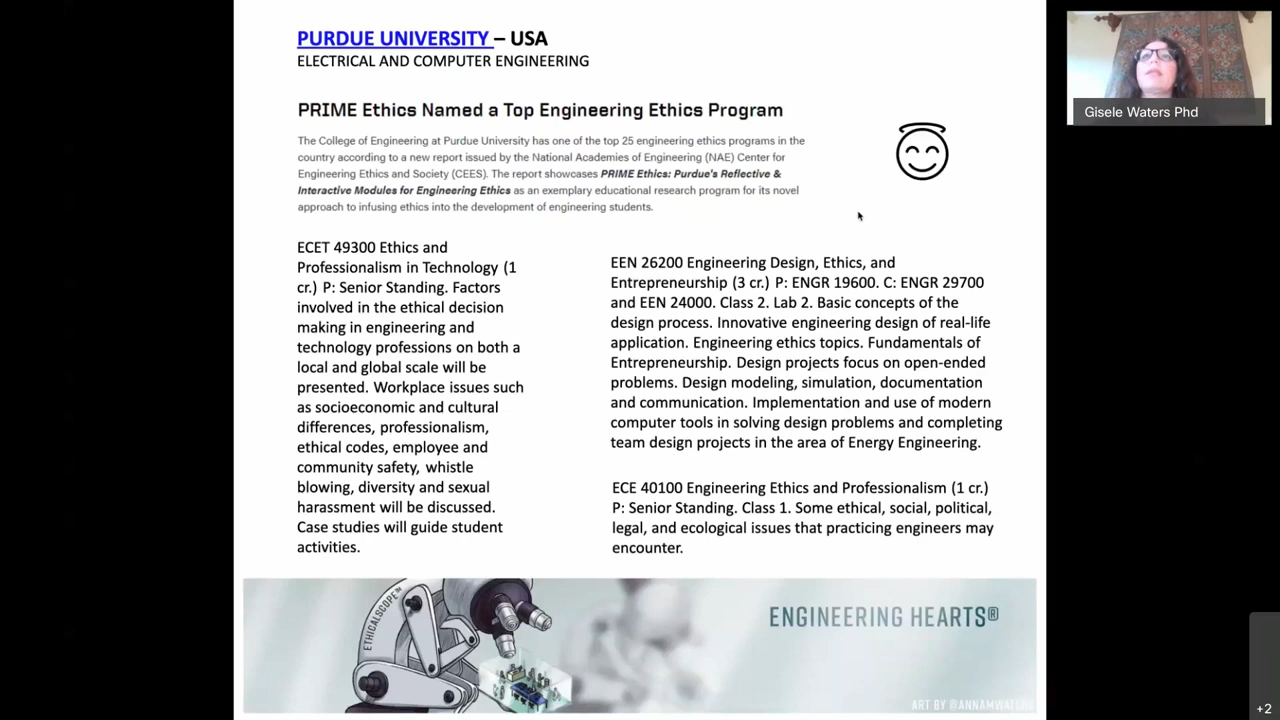 PURDUE UNIVERSITY – USA
ELECTRICAL AND COMPUTER ENGINEERING
PRIME Ethics Named a Top Engineering Ethics Program
The College of Engineering at Purdue University has one of the top 25 engineering ethics programs in the
country according to a new report issued by the National Academies of Engineering (NAE) Center for
Engineering Ethics and Society (CEES). The report showcases PRIME Ethics: Purdue's Reflective &
Interactive Modules for Engineering Ethics as an exemplary educational research program for its novel
approach to infusing ethics into the development of engineering students.
ECET 49300 Ethics and
Professionalism in Technology (1
cr.) P: Senior Standing. Factors
involved in the ethical decision
making in engineering and
technology professions on both a
local and global scale will be
presented. Workplace issues such
as socioeconomic and cultural
differences, professionalism,
ethical codes, employee and
community safety, whistle
blowing, diversity and sexual
harassment will be discussed.
Case studies will guide student
activities.
EEN 26200 Engineering Design, Ethics, and
Entrepreneurship (3 cr.) P: ENGR 19600. C: ENGR 29700
and EEN 24000. Class 2. Lab 2. Basic concepts of the
design process. Innovative engineering design of real-life
application. Engineering ethics topics. Fundamentals of
Entrepreneurship. Design projects focus on open-ended
problems. Design modeling, simulation, documentation
and communication. Implementation and use of modern
computer tools in solving design problems and completing
team design projects in the area of Energy Engineering.
ECE 40100 Engineering Ethics and Professionalism (1 cr.)
P: Senior Standing. Class 1. Some ethical, social, political,
legal, and ecological issues that practicing engineers may
encounter.
ETHICALSCOPE™
ENGINEERING HEARTS®
ART BY
Gisele Waters Phd
+2